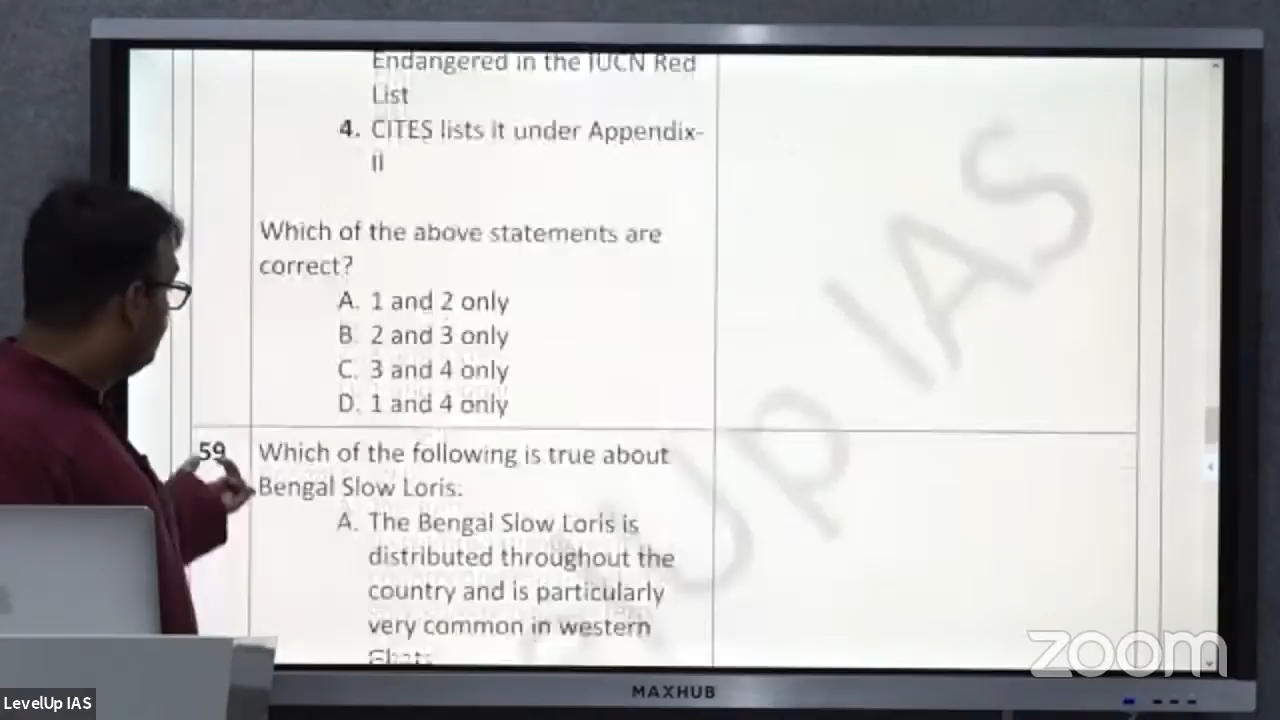 Endangered in the IUCN Red
List
4. CITES lists it under Appendix-
II
Which of the above statements are
correct?
A. 1 and 2 only
B. 2 and 3 only
C. 3 and 4 only
D. 1 and 4 only
59
Which of the following is true about
Bengal Slow Loris:
A. The Bengal Slow Loris is
distributed throughout the
country and is particularly
very common in western
Up IAS
zoom
MAXHUB
LevelUp IAS